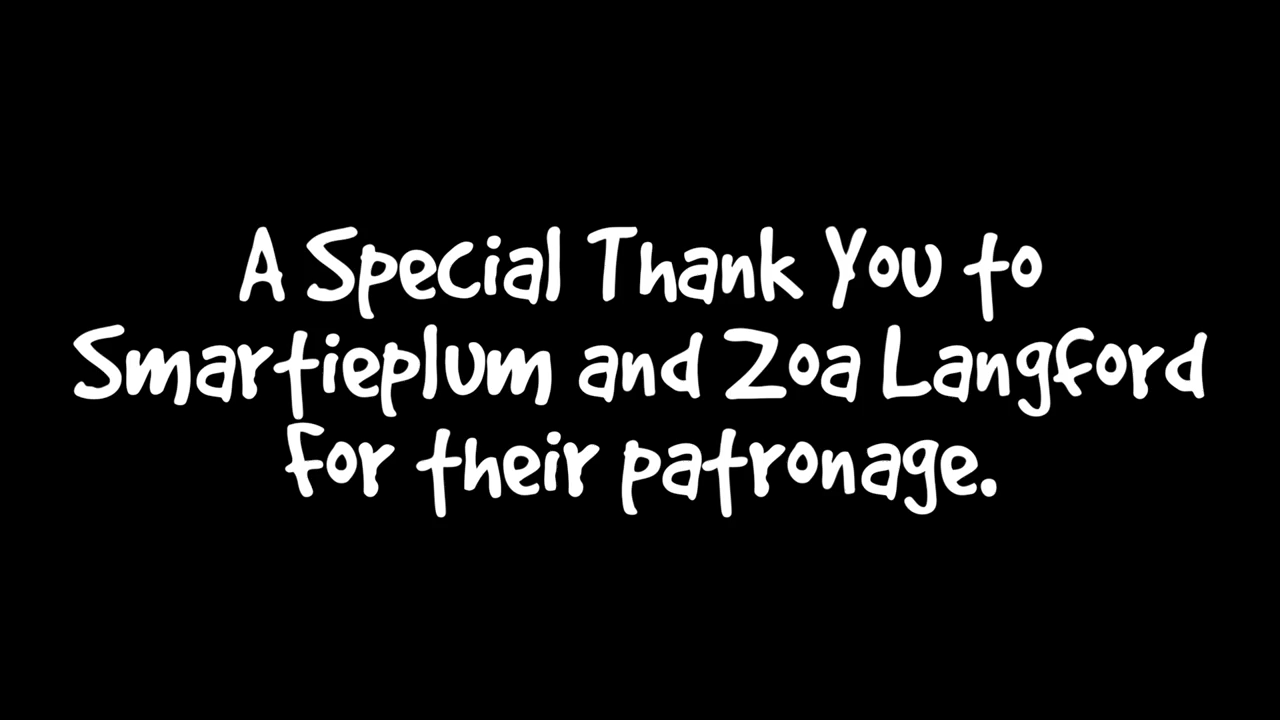 A Special Thank You to
Smartieplum and Zoa Langford
for their patronage.